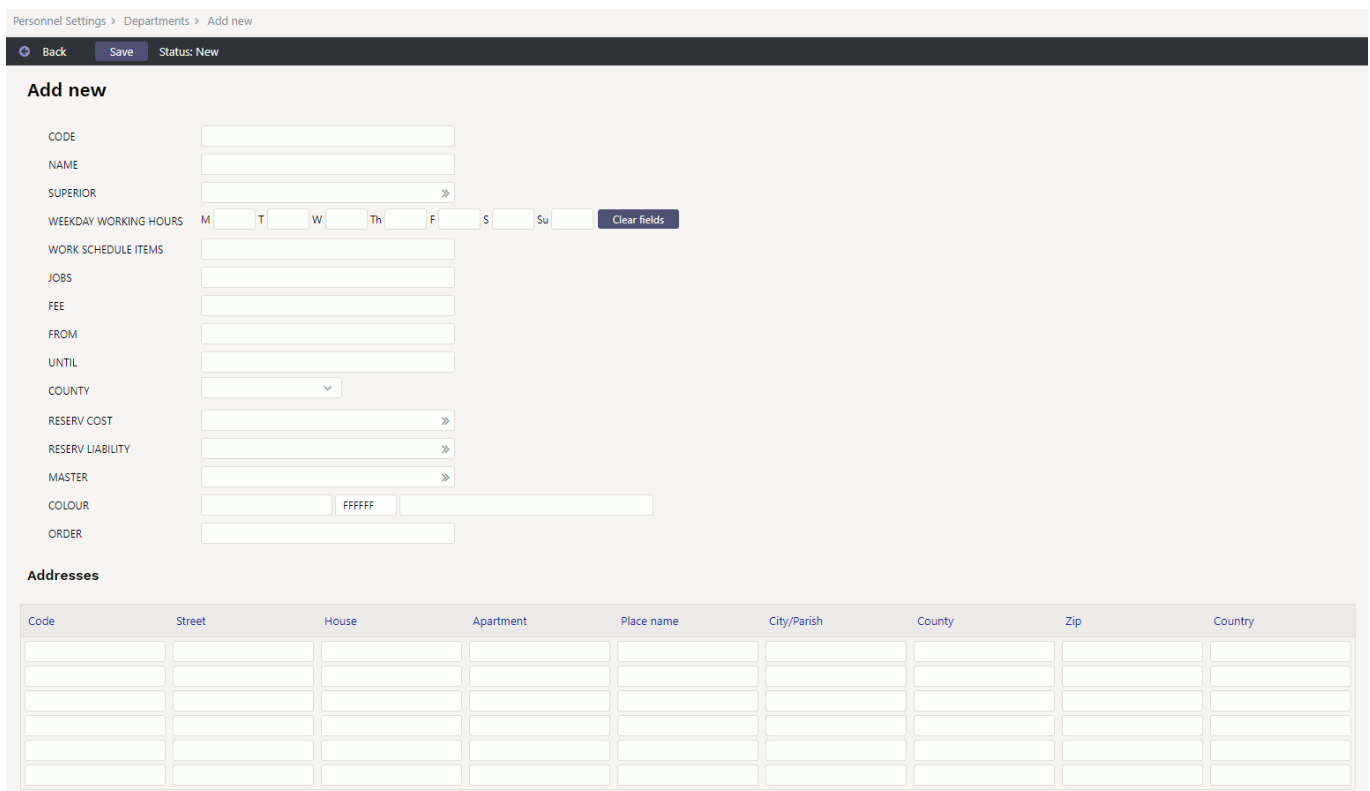 Personnel Settings > Departments > Add new
Back Save Status: New
Add new
CODE
NAME
SUPERIOR »
WEEKDAY WORKING HOURS M T W Th F S Su Clear fields
WORK SCHEDULE ITEMS
JOBS
FEE
FROM
UNTIL
COUNTY
RESERV COST »
RESERV LIABILITY »
MASTER »
COLOUR FFFFFF
ORDER
Addresses
Code Street House Apartment Place name City/Parish County Zip Country